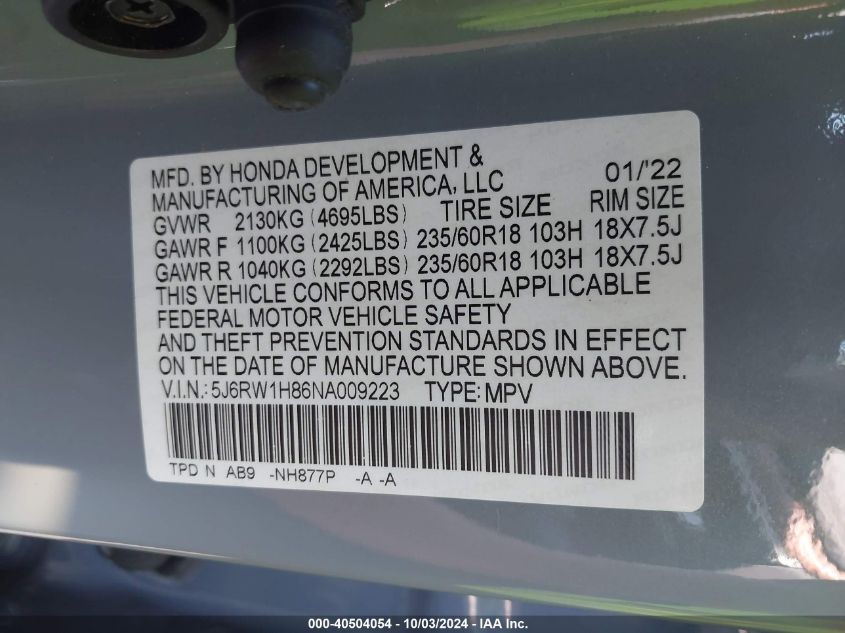 MFD. BY HONDA DEVELOPMENT &
MANUFACTURING OF AMERICA, LLC 01/'22
GVWR 2130KG (4695LBS) TIRE SIZE RIM SIZE
GAWR F 1100KG (2425LBS) 235/60R18 103H 18X7.5J
GAWR R 1040KG (2292LBS) 235/60R18 103H 18X7.5J
THIS VEHICLE CONFORMS TO ALL APPLICABLE
FEDERAL MOTOR VEHICLE SAFETY
AND THEFT PREVENTION STANDARDS IN EFFECT
ON THE DATE OF MANUFACTURE SHOWN ABOVE.
V.I.N.: 5J6RW1H86NA009223 TYPE: MPV
TPD N AB9 -NH877P -A -A
000-40504054 - 10/03/2024 - IAA Inc.